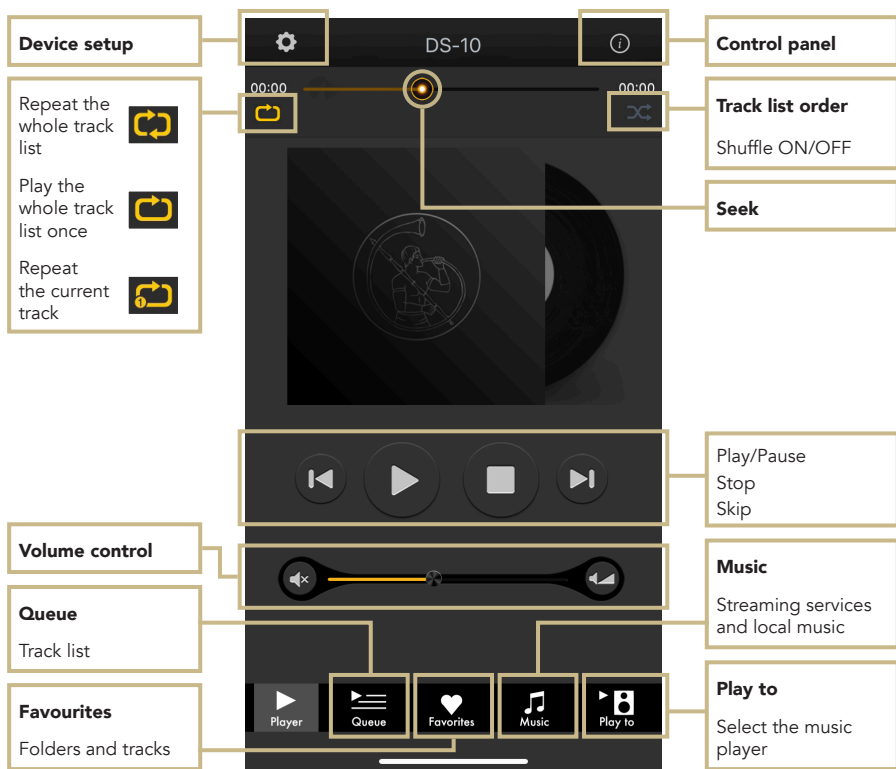 Device setup
DS-10
Control panel
Repeat the
whole track
list
Play the
whole track
list once
Repeat
the current
track
1
00:00
00:00
Track list order
Shuffle ON/OFF
Seek
Play/Pause
Stop
Skip
Volume control
Queue
Track list
Favourites
Folders and tracks
Music
Streaming services
and local music
Play to
Select the music
player
Player
Queue
Favorites
Music
Play to